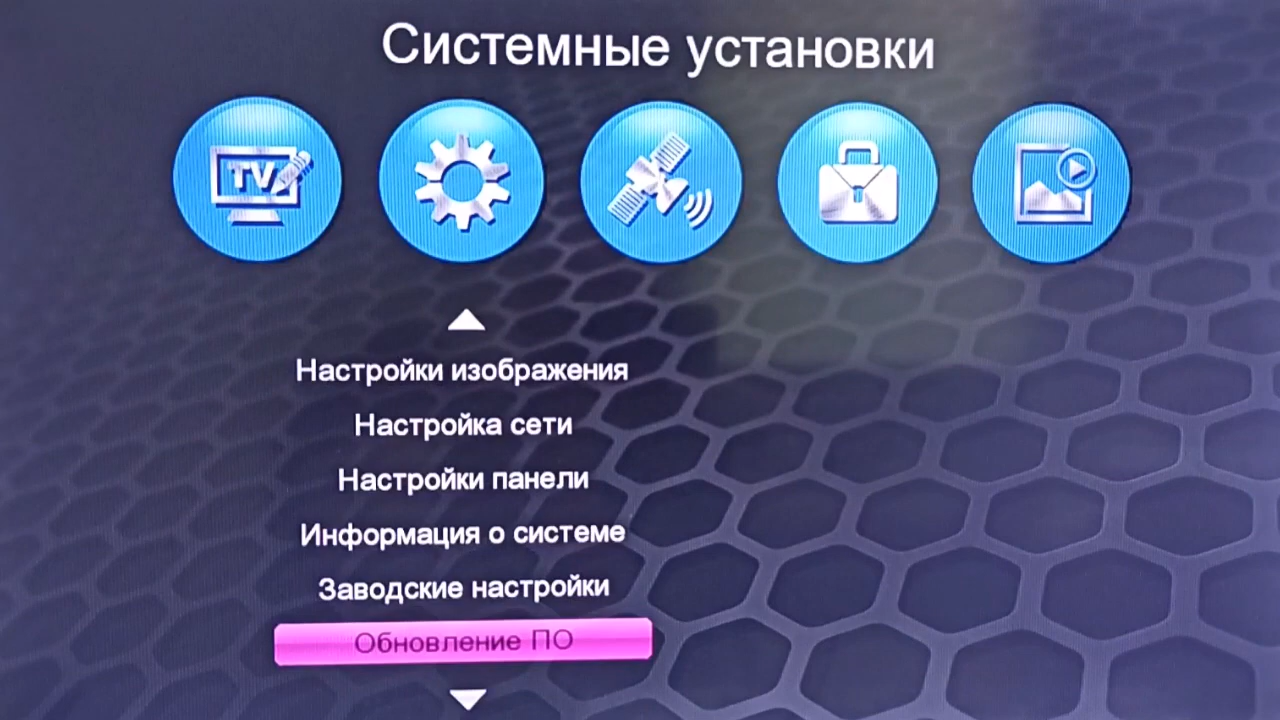 Системные установки
TV
Настройки изображения
Настройка сети
Настройки панели
Информация о системе
Заводские настройки
Обновление ПО